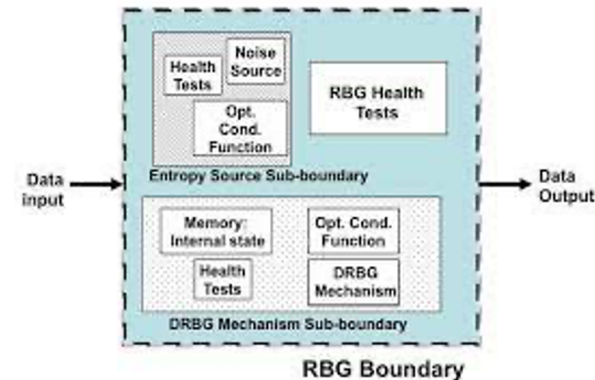 Noise
Source
Health
Tests
Opt.
Cond.
Function
Entropy Source Sub-boundary
RBG Health
Tests
Data
input
Data
Output
Memory:
Internal state
Opt. Cond.
Function
Health
Tests
DRBG
Mechanism
DRBG Mechanism Sub-boundary
RBG Boundary